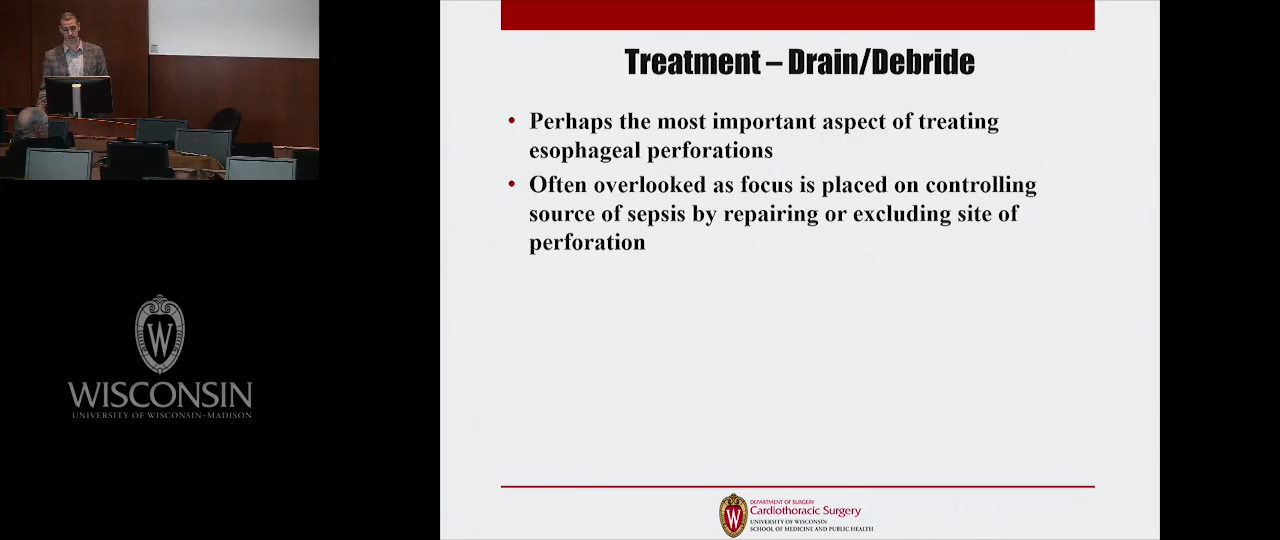 Treatment – Drain/Debride
• Perhaps the most important aspect of treating
esophageal perforations
• Often overlooked as focus is placed on controlling
source of sepsis by repairing or excluding site of
perforation
W
WISCONSIN
UNIVERSITY OF WISCONSIN–MADISON
W
DEPARTMENT OF SURGERY
Cardiothoracic Surgery
UNIVERSITY OF WISCONSIN
SCHOOL OF MEDICINE AND PUBLIC HEALTH